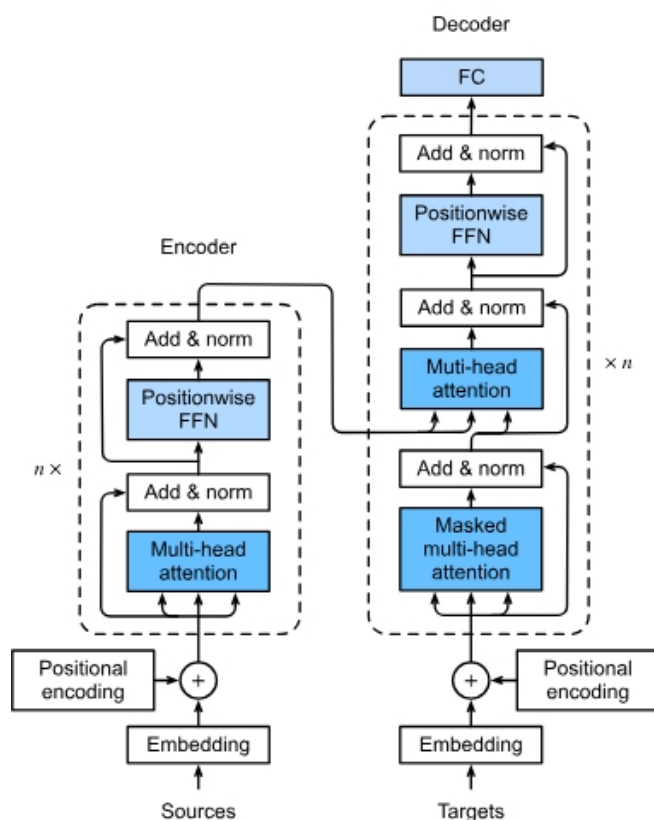 Decoder
FC
Add & norm
Positionwise
FFN
Encoder
Add & norm
Add & norm
Muti-head
attention
× n
Positionwise
FFN
Add & norm
n ×
Add & norm
Multi-head
attention
Masked
multi-head
attention
Positional
encoding
+
+
Positional
encoding
Embedding
Embedding
Sources
Targets